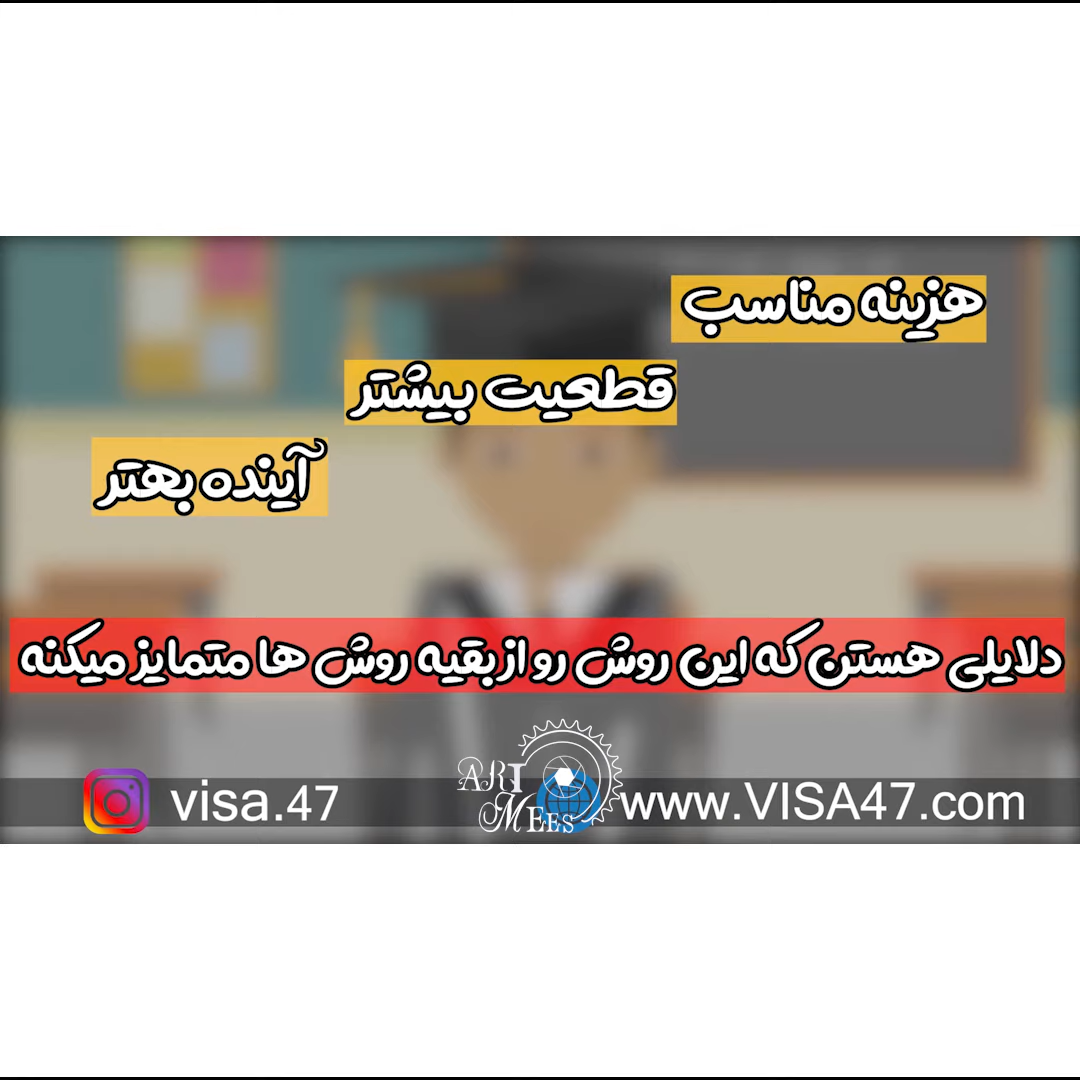 هزینه مناسب
قطعیت بیشتر
آینده بهتر
دلایلی هستن که این روش رو از بقیه روش ها متمایز میکنه
visa.47
ART
MEES
www.VISA47.com